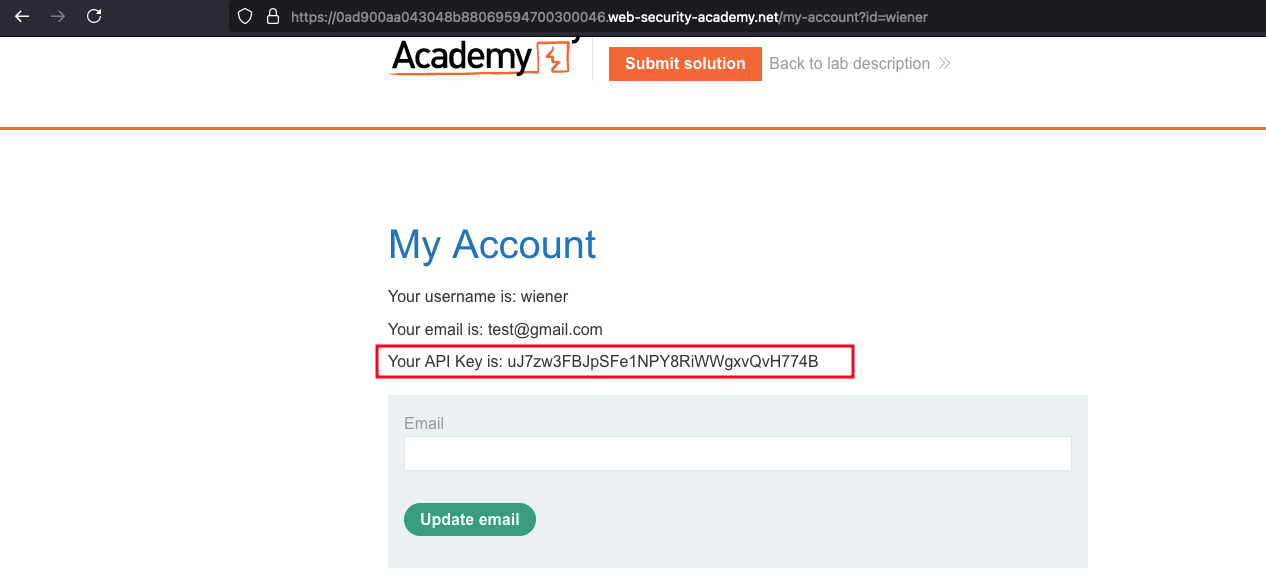 https://0ad900aa043048b88069594700300046.web-security-academy.net/my-account?id=wiener
Academy
Submit solution
Back to lab description
My Account
Your username is: wiener
Your email is: test@gmail.com
Your API Key is: uJ7zw3FBJpSFe1NPY8RiWWgxvQvH774B
Email
Update email